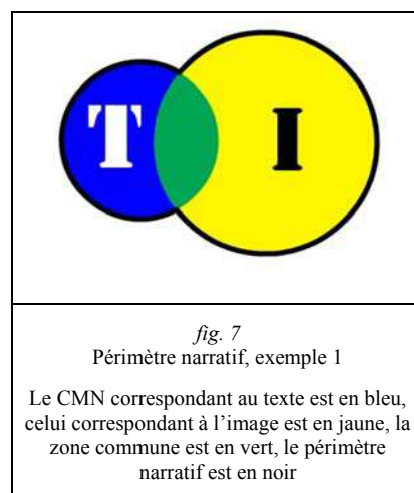 T I
fig. 7
Périmètre narratif, exemple 1
Le CMN correspondant au texte est en bleu,
celui correspondant à l'image est en jaune, la
zone commune est en vert, le périmètre
narratif est en noir